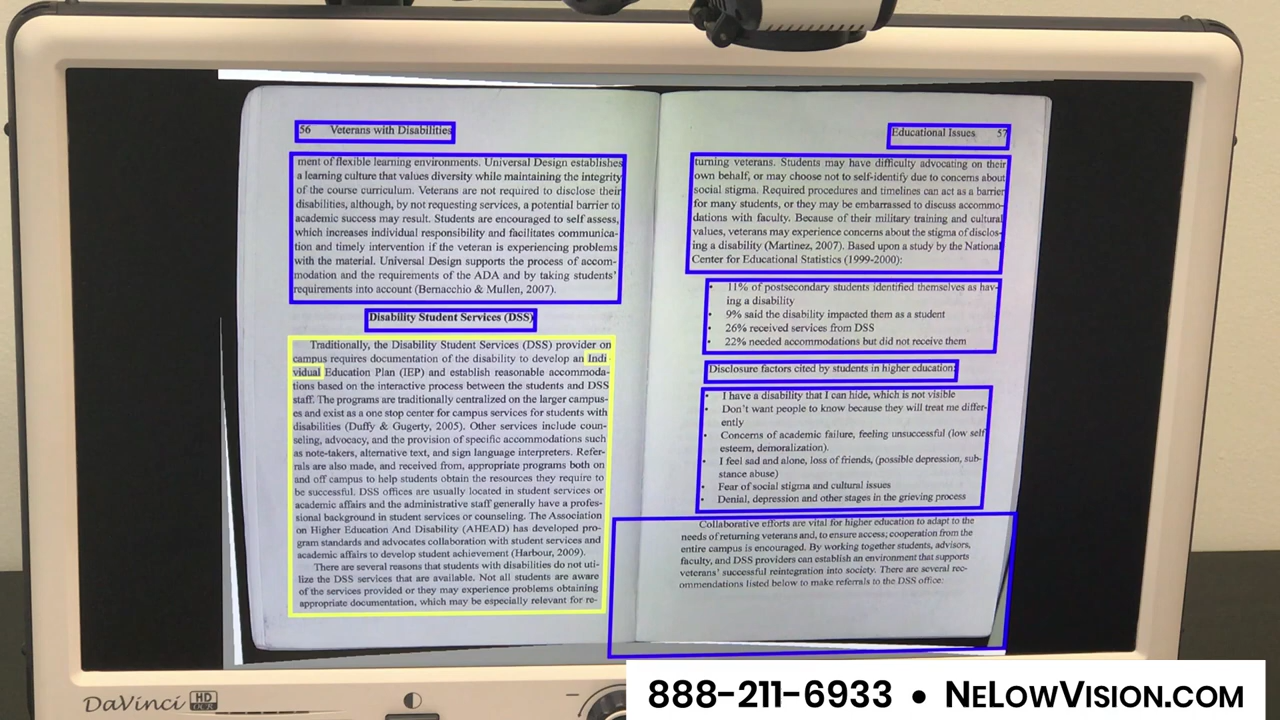 56 Veterans with Disabilities
ment of flexible learning environments. Universal Design establishes
a learning culture that values diversity while maintaining the integrity
of the course curriculum. Veterans are not required to disclose their
disabilities, although, by not requesting services, a potential barrier to
academic success may result. Students are encouraged to self assess,
which increases individual responsibility and facilitates communica-
tion and timely intervention if the veteran is experiencing problems
with the material. Universal Design supports the process of accom-
modation and the requirements of the ADA and by taking students'
requirements into account (Bernacchio & Mullen, 2007).
Disability Student Services (DSS)
Traditionally, the Disability Student Services (DSS) provider on
campus requires documentation of the disability to develop an Indi-
vidual Education Plan (IEP) and establish reasonable accommoda-
tions based on the interactive process between the students and DSS
staff. The programs are traditionally centralized on the larger campus-
es and exist as a one stop center for campus services for students with
disabilities (Duffy & Gugerty, 2005). Other services include coun-
seling, advocacy, and the provision of specific accommodations such
as note-takers, alternative text, and sign language interpreters. Refer-
rals are also made, and received from, appropriate programs both on
and off campus to help students obtain the resources they require to
be successful. DSS offices are usually located in student services or
academic affairs and the administrative staff generally have a profes-
sional background in student services or counseling. The Association
on Higher Education And Disability (AHEAD) has developed pro-
gram standards and advocates collaboration with student services and
academic affairs to develop student achievement (Harbour, 2009).
There are several reasons that students with disabilities do not uti-
lize the DSS services that are available. Not all students are aware
of the services provided or they may experience problems obtaining
appropriate documentation, which may be especially relevant for re-
Educational Issues 57
turning veterans. Students may have difficulty advocating on their
own behalf, or may choose not to self-identify due to concerns about
social stigma. Required procedures and timelines can act as a barrier
for many students, or they may be embarrassed to discuss accommo-
dations with faculty. Because of their military training and cultural
values, veterans may experience concerns about the stigma of disclos-
ing a disability (Martinez, 2007). Based upon a study by the National
Center for Educational Statistics (1999-2000):
• 11% of postsecondary students identified themselves as hav-
ing a disability
• 9% said the disability impacted them as a student
• 26% received services from DSS
• 22% needed accommodations but did not receive them
Disclosure factors cited by students in higher education:
• I have a disability that I can hide, which is not visible
• Don't want people to know because they will treat me differ-
ently
• Concerns of academic failure, feeling unsuccessful (low self
esteem, demoralization).
• I feel sad and alone, loss of friends, (possible depression, sub-
stance abuse)
• Fear of social stigma and cultural issues
• Denial, depression and other stages in the grieving process
Collaborative efforts are vital for higher education to adapt to the
needs of returning veterans and, to ensure access; cooperation from the
entire campus is encouraged. By working together students, advisors,
faculty, and DSS providers can establish an environment that supports
veterans' successful reintegration into society. There are several rec-
ommendations listed below to make referrals to the DSS office:
DaVinci HD OCR
888-211-6933 • NELOWVISION.COM